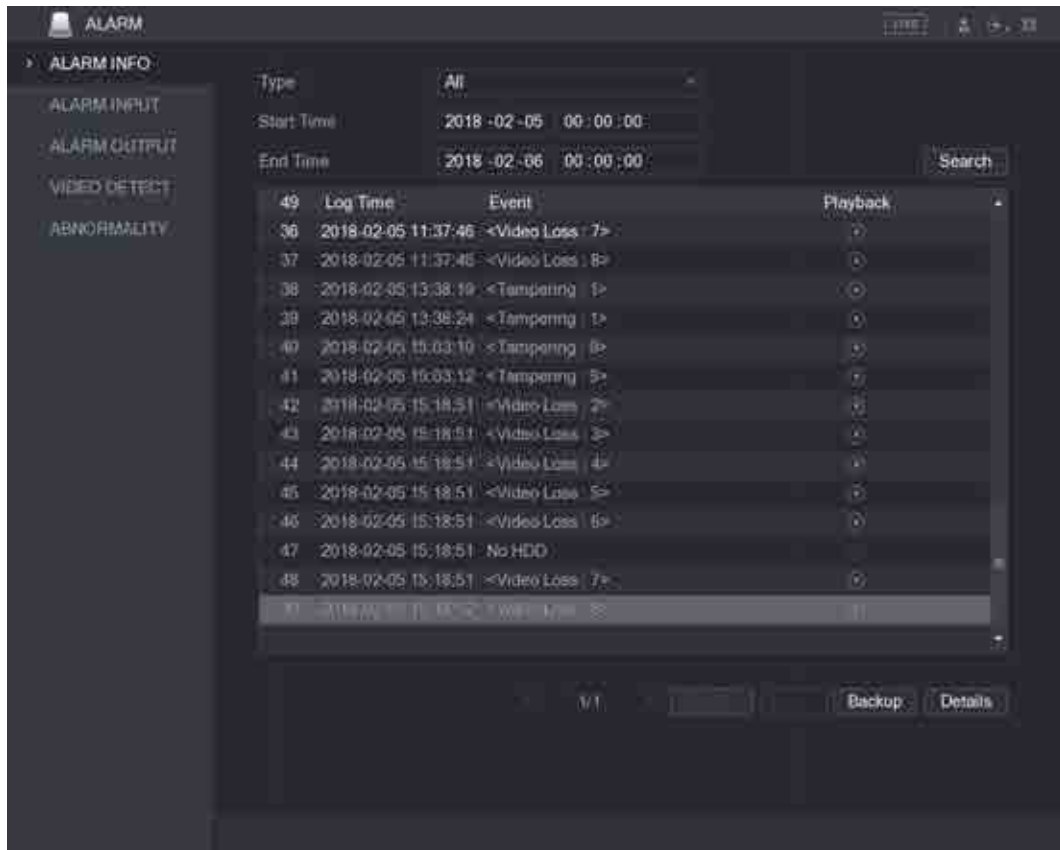 ALARM
LIVE
ALARM INFO
ALARM INPUT
ALARM OUTPUT
VIDEO DETECT
ABNORMALITY
Type All
Start Time 2018 -02 -05 00 : 00 : 00
End Time 2018 -02 -06 00 : 00 : 00
Search
49 Log Time Event Playback
36 2018-02-05 11:37:46 <Video Loss : 7>
37 2018-02-05 11:37:46 <Video Loss : 8>
38 2018-02-05 13:38:19 <Tampering : 1>
39 2018-02-05 13:38:24 <Tampering : 1>
40 2018-02-05 15:03:10 <Tampering :
41 2018-02-05 15:03:12 <Tampering : 5>
42 2018-02-05 15:18:51 <Video Loss : 2>
43 2018-02-05 15:18:51 <Video Loss : 3>
44 2018-02-05 15:18:51 <Video Loss : 4>
45 2018-02-05 15:18:51 <Video Loss : 5>
46 2018-02-05 15:18:51 <Video Loss : 6>
47 2018-02-05 15:18:51 No HDD
48 2018-02-05 15:18:51 <Video Loss : 7>
1/1
Backup
Details